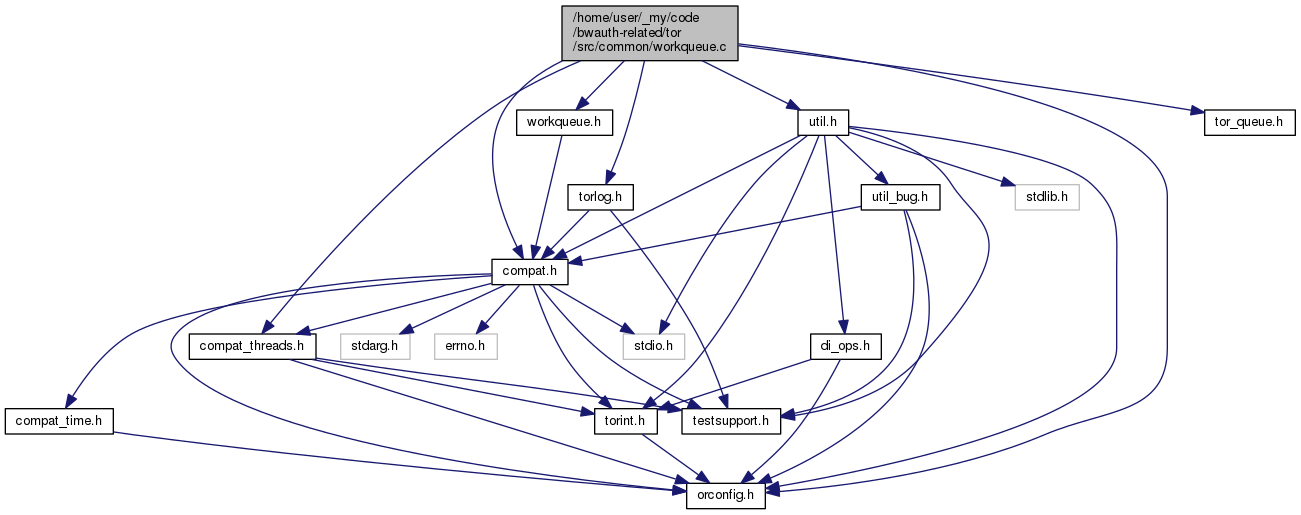 /home/user/_my/code
/bwauth-related/tor
/src/common/workqueue.c
workqueue.h
util.h
tor_queue.h
torlog.h
util_bug.h
stdlib.h
compat.h
compat_threads.h
stdarg.h
errno.h
stdio.h
di_ops.h
compat_time.h
torint.h
testsupport.h
orconfig.h